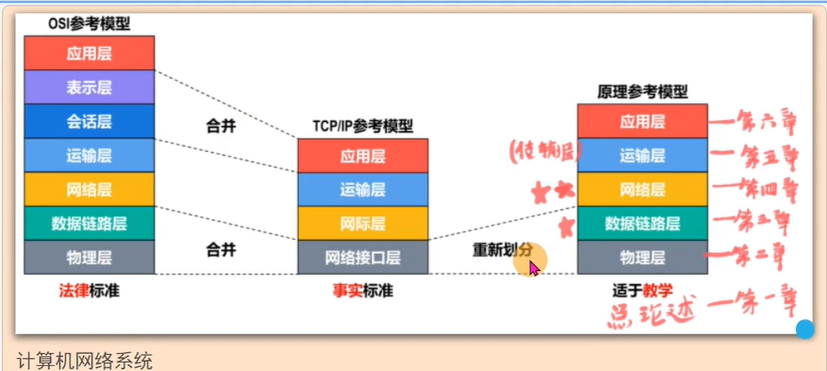 OSI参考模型
应用层
表示层
会话层
运输层
网络层
数据链路层
物理层
法律标准
合并
合并
TCP/IP参考模型
应用层
运输层
网际层
网络接口层
事实标准
重新划分
原理参考模型
应用层 —第六章
(传输层) 运输层 —第五章
网络层 —第四章
数据链路层 —第三章
物理层 —第二章
适于教学
总论述 —第一章
计算机网络系统